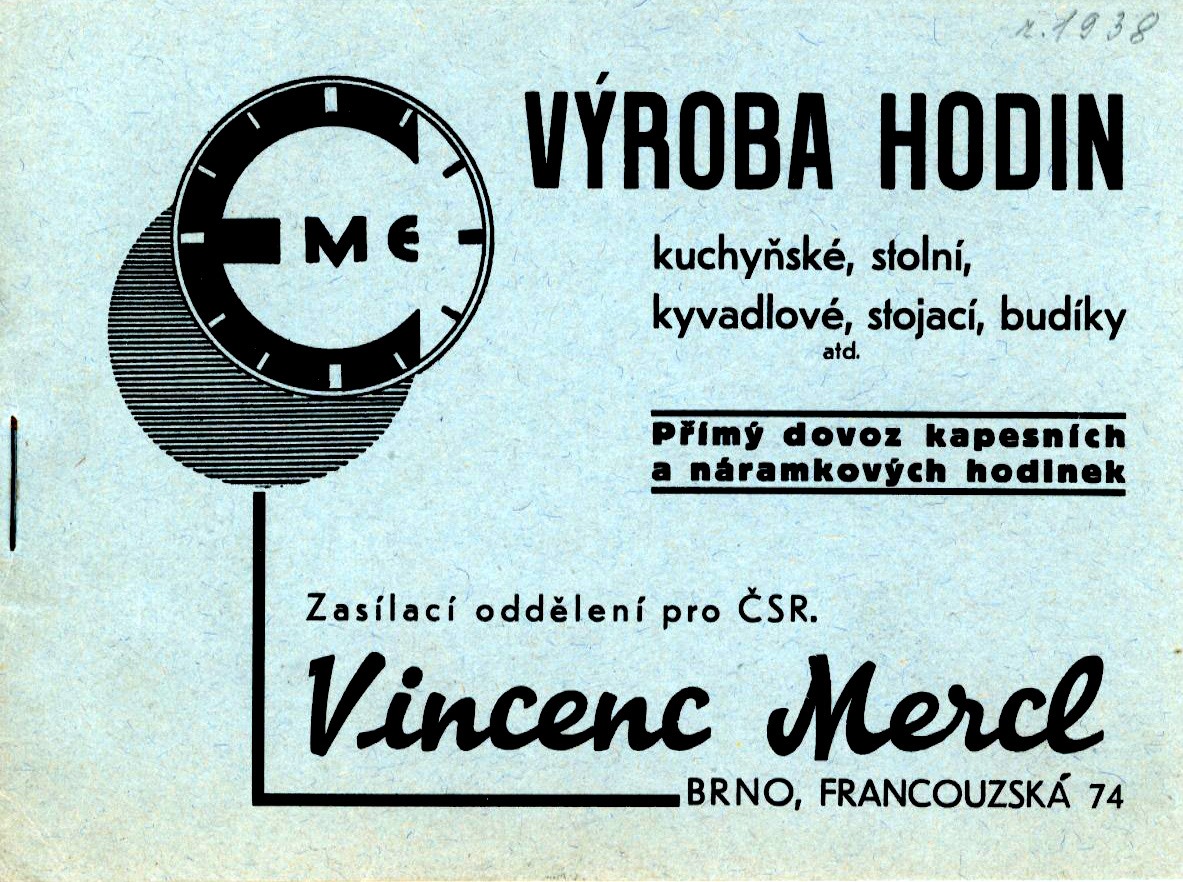 r. 1938
VÝROBA HODIN
EME
kuchyňské, stolní,
kyvadlové, stojací, budíky
atd.
Přímý dovoz kapesních
a náramkových hodinek
Zasílací oddělení pro ČSR.
Vincenc Mercl
BRNO, FRANCOUZSKÁ 74